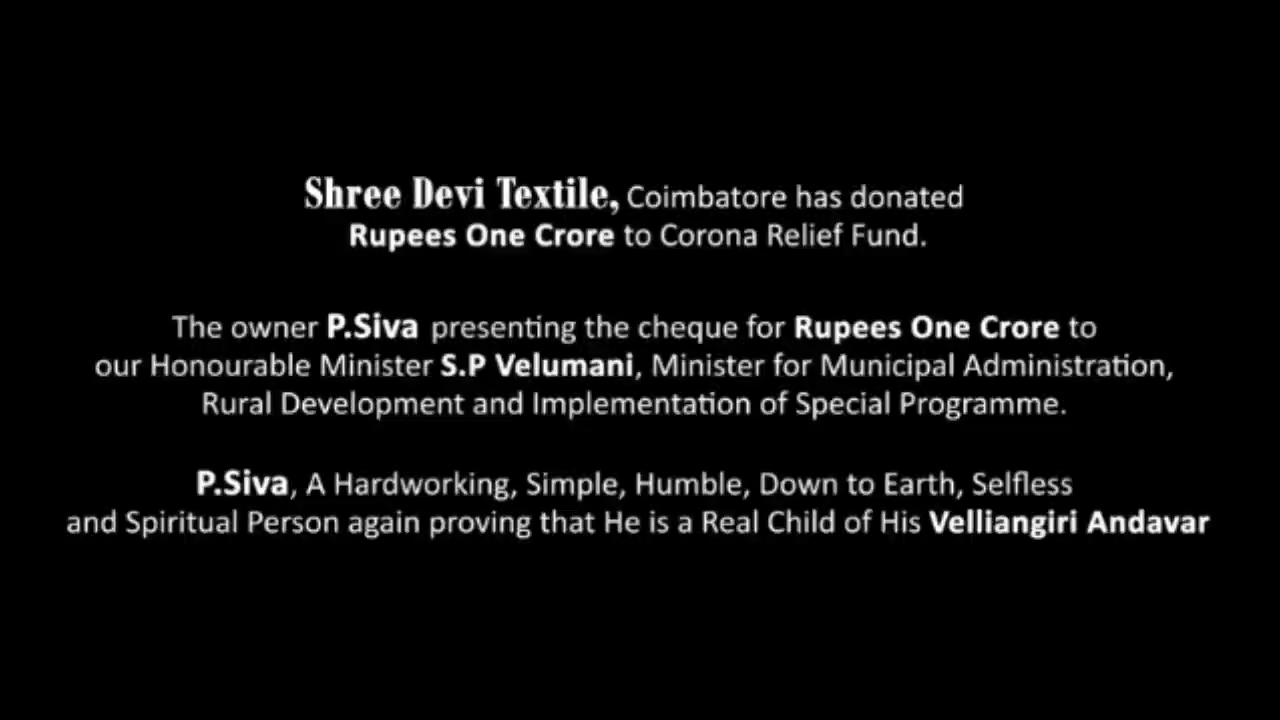 Shree Devi Textile, Coimbatore has donated
Rupees One Crore to Corona Relief Fund.
The owner P.Siva presenting the cheque for Rupees One Crore to
our Honourable Minister S.P Velumani, Minister for Municipal Administration,
Rural Development and Implementation of Special Programme.
P.Siva, A Hardworking, Simple, Humble, Down to Earth, Selfless
and Spiritual Person again proving that He is a Real Child of His Velliangiri Andavar